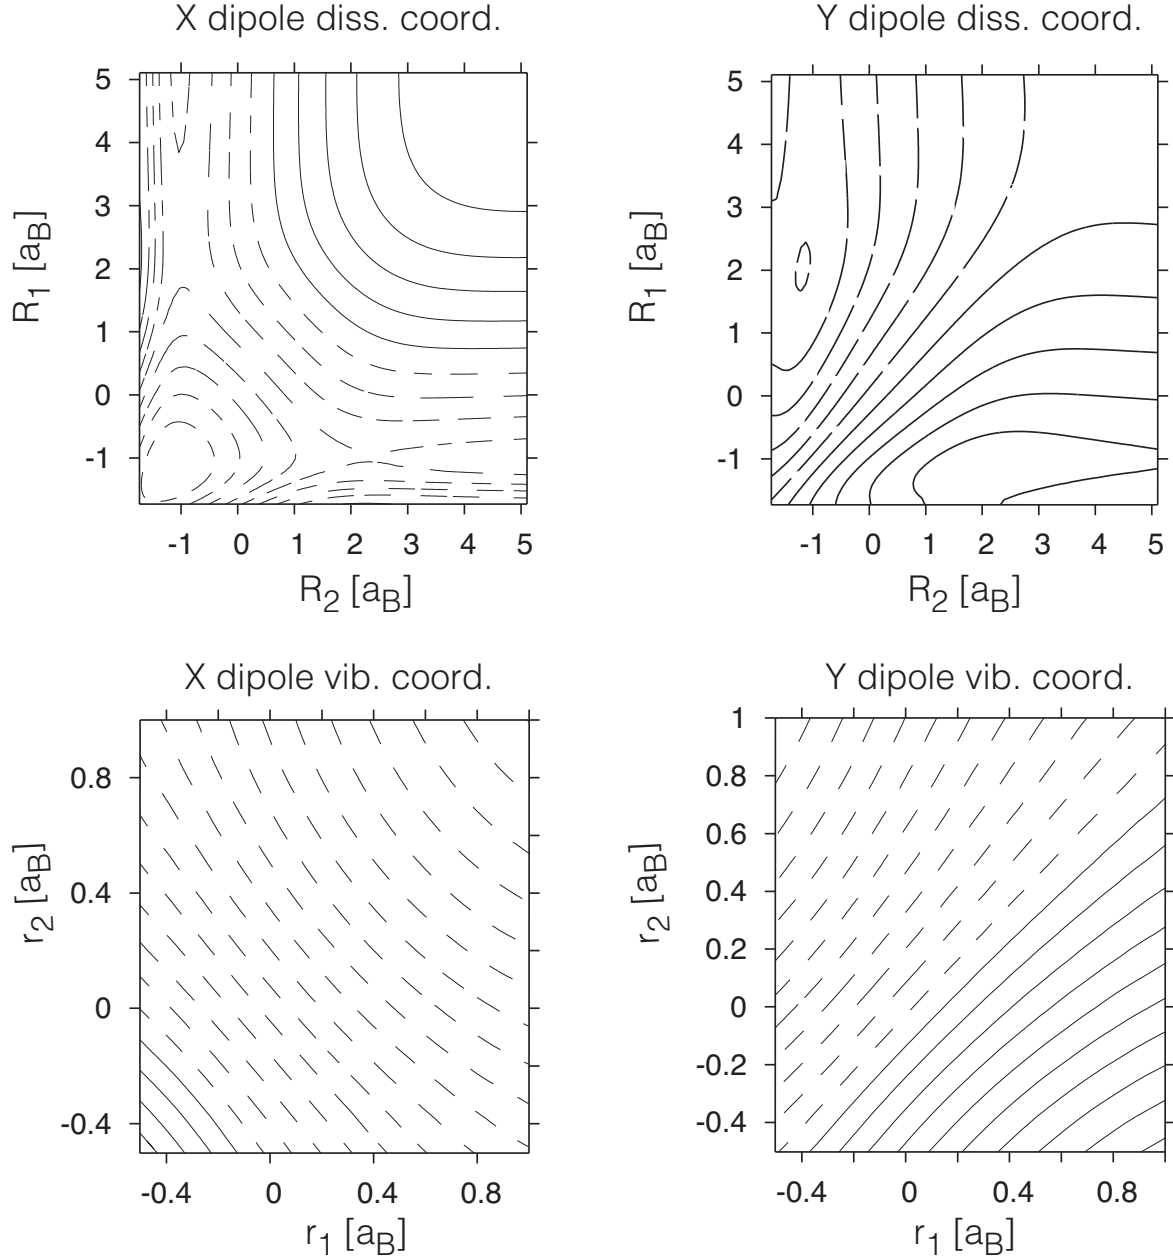 X dipole diss. coord.
5
4
3
2
1
0
-1
-1 0 1 2 3 4 5
R1 [aB]
R2 [aB]
Y dipole diss. coord.
5
4
3
2
1
0
-1
-1 0 1 2 3 4 5
R1 [aB]
R2 [aB]
X dipole vib. coord.
0.8
0.4
0
-0.4
-0.4 0 0.4 0.8
r2 [aB]
r1 [aB]
Y dipole vib. coord.
1
0.8
0.6
0.4
0.2
0
-0.2
-0.4
-0.4 0 0.4 0.8
r2 [aB]
r1 [aB]